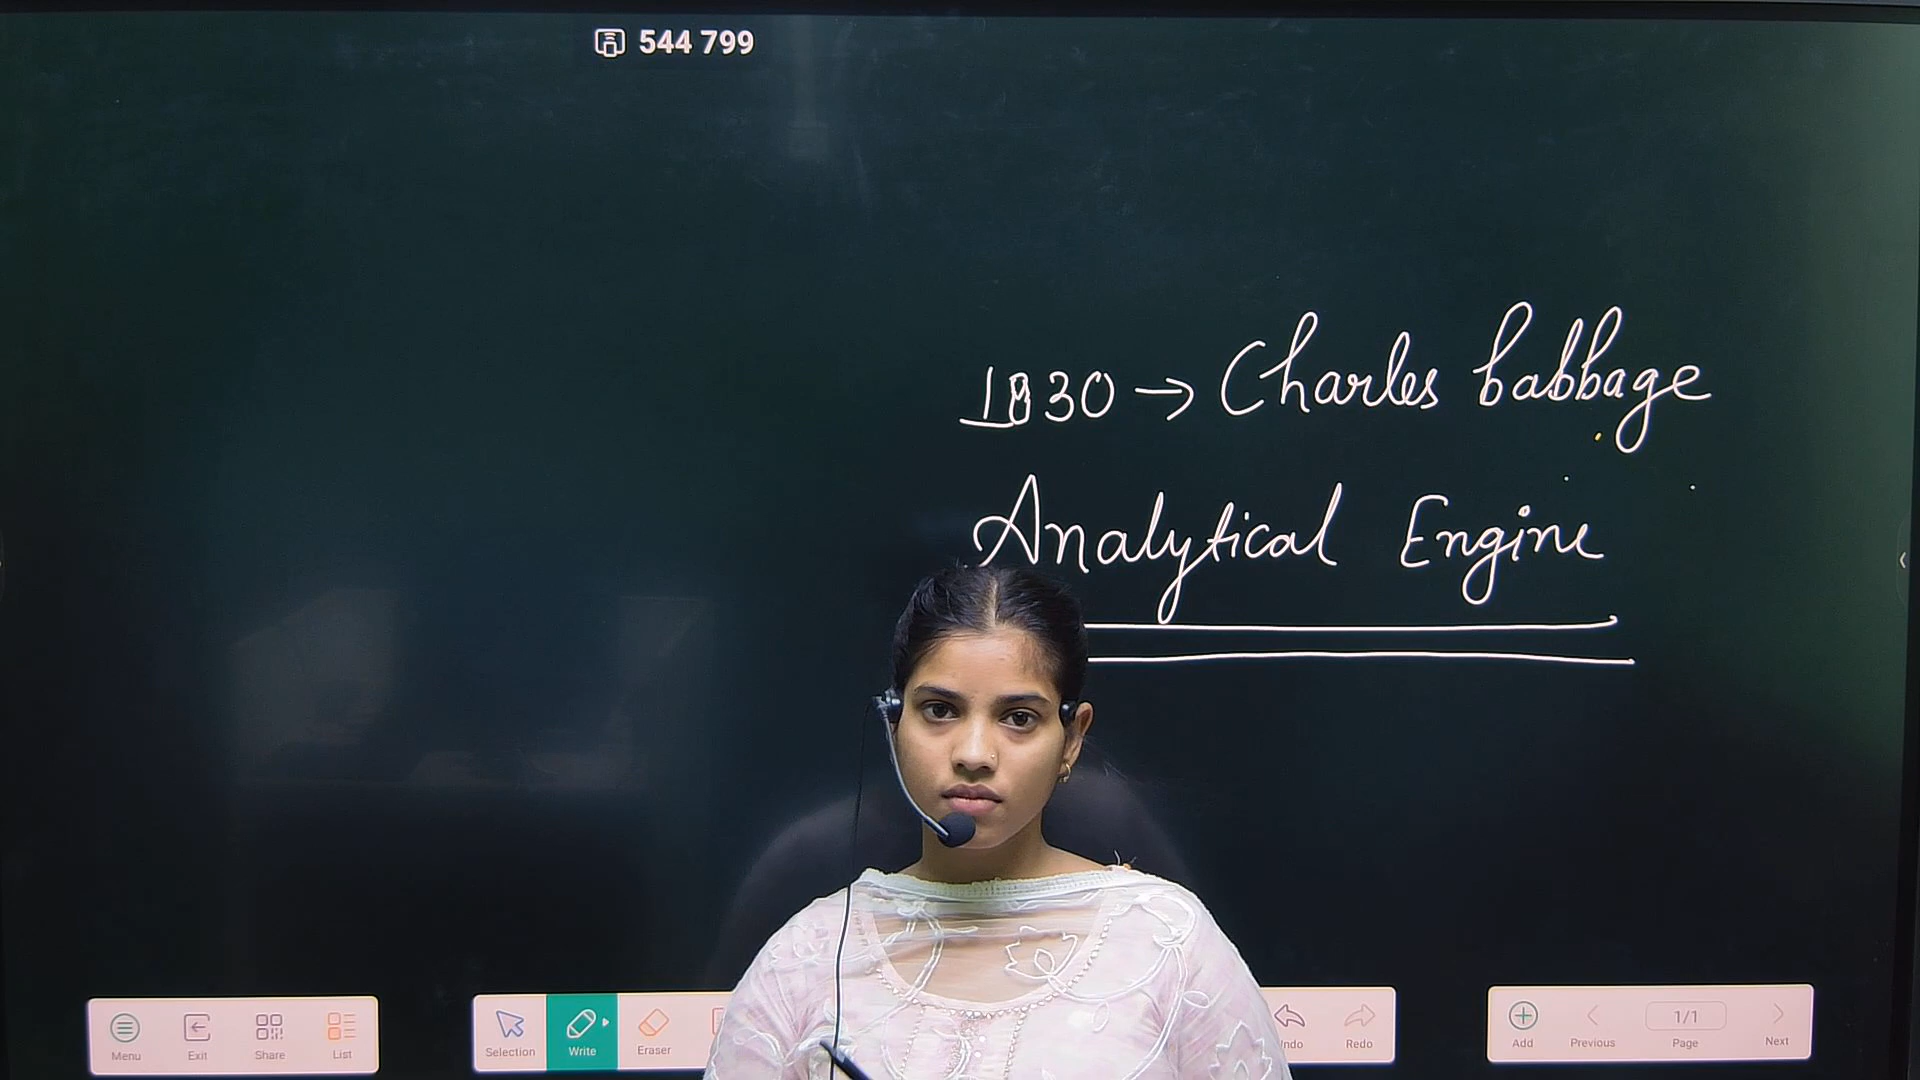 544 799
1830 → Charles babbage
Analytical Engine
Menu Exit Share List Selection Write Eraser Redo Add Previous 1/1 Page Next